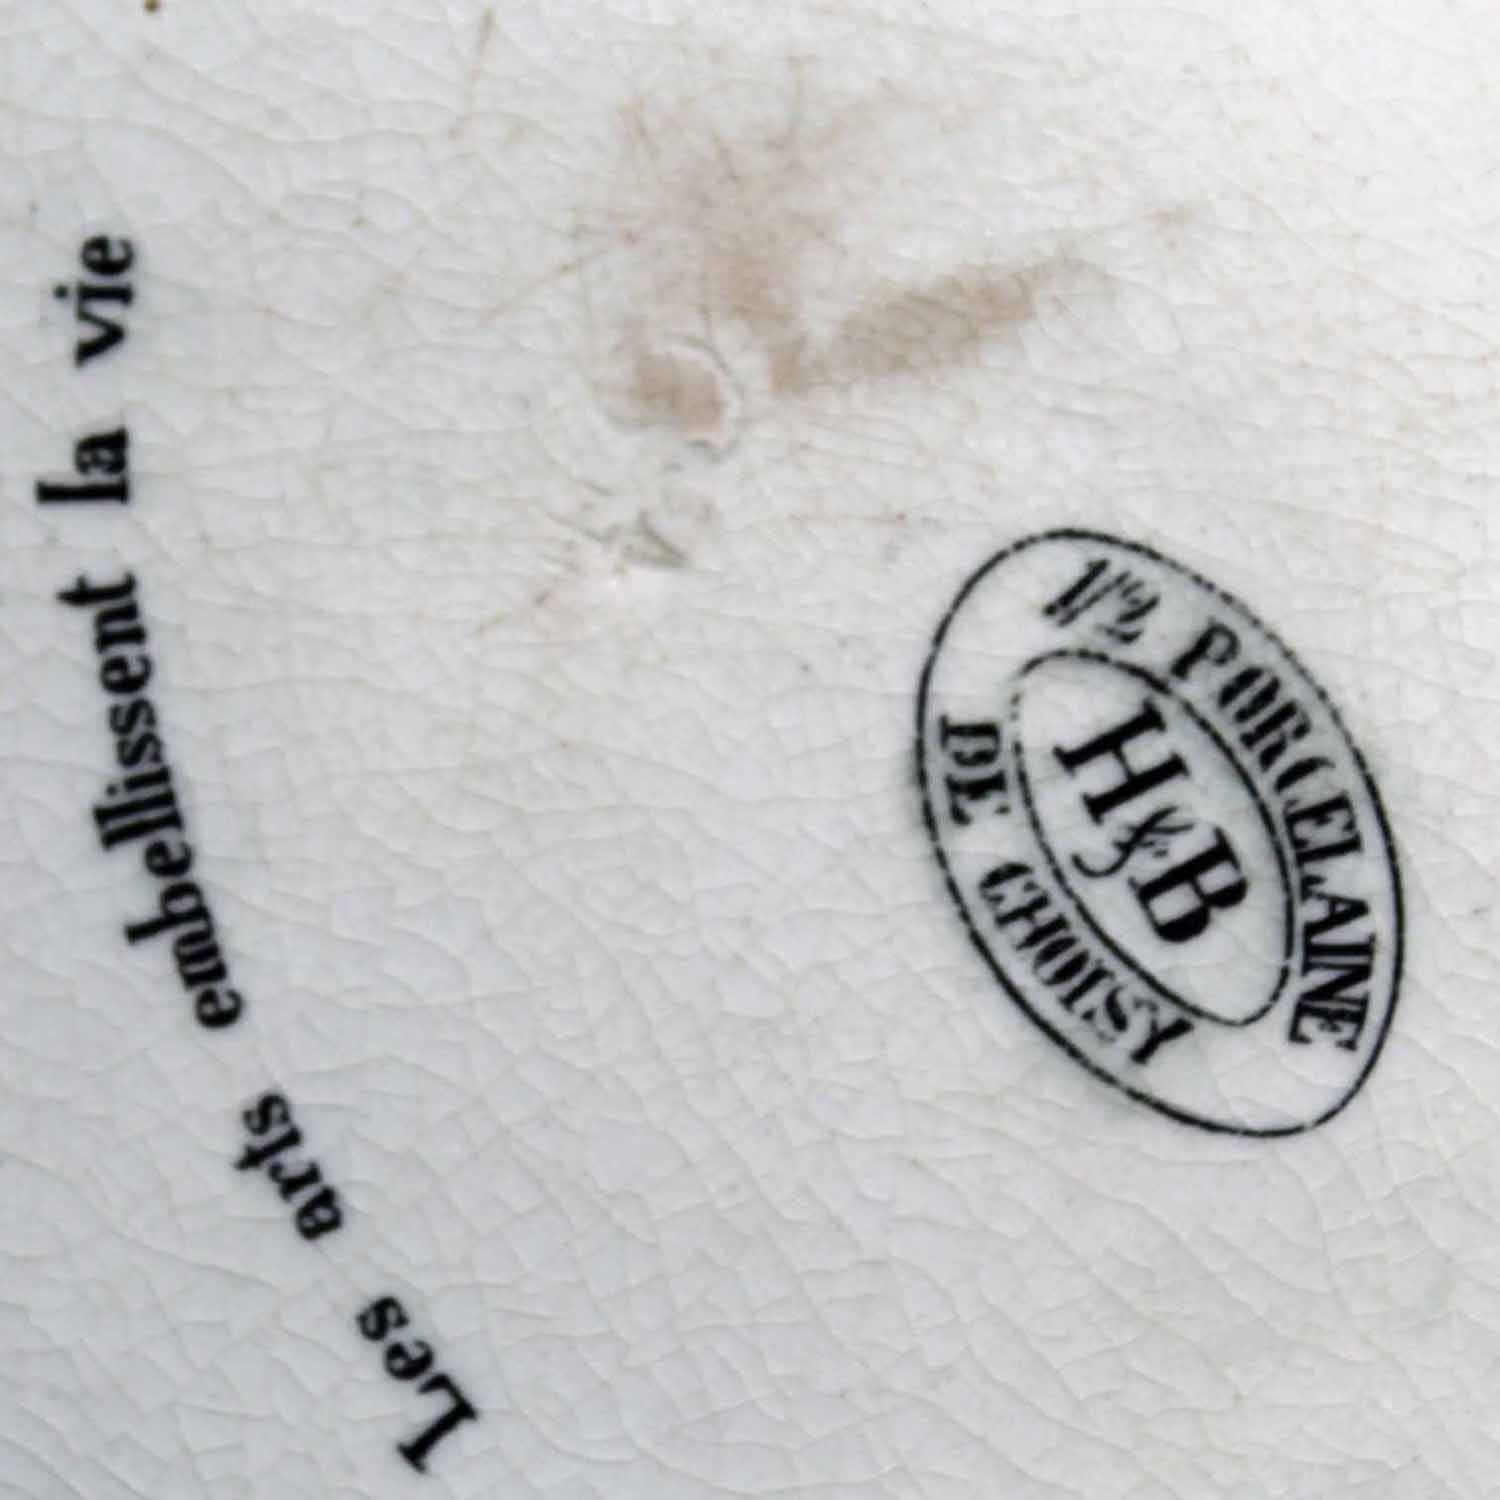 Les arts embellissent la vie
1/2 PORCELAINE
H&B
DE CHOISY